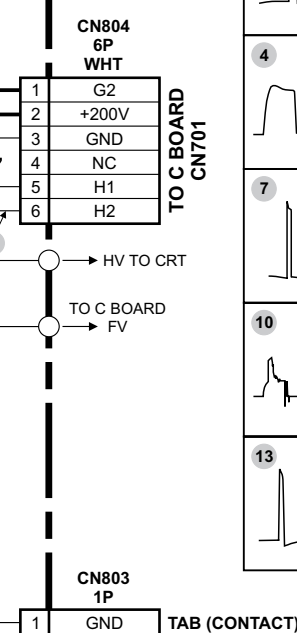 CN804
6P
WHT
1 G2
2 +200V
3 GND
4 NC
5 H1
6 H2
TO C BOARD
CN701
HV TO CRT
TO C BOARD
FV
CN803
1P
1 GND
TAB (CONTACT)
4
7
10
13